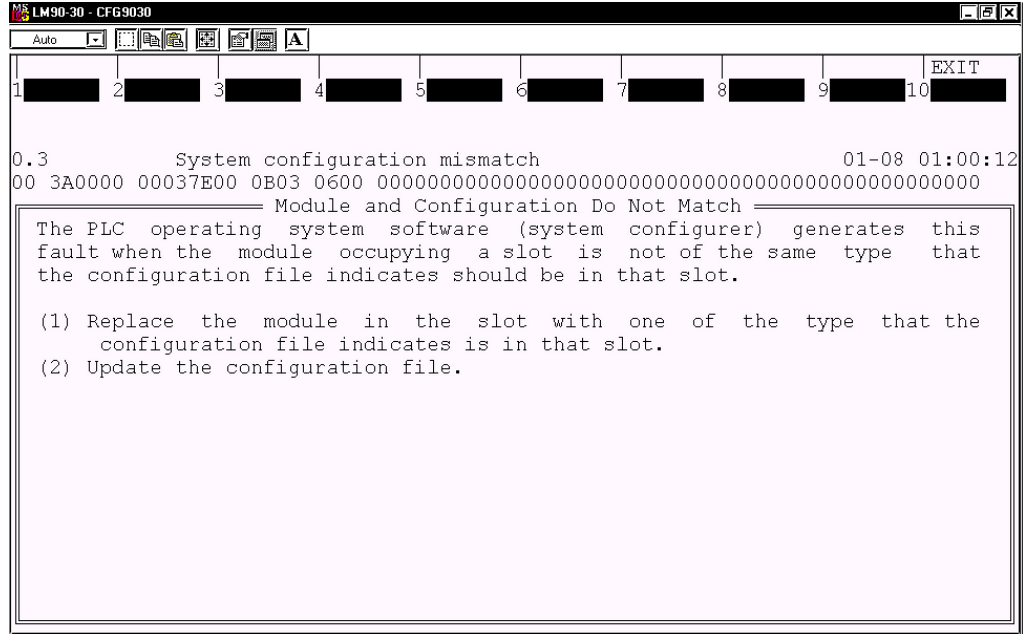 LM90-30 - CFG9030
Auto
A
EXIT
1 2 3 4 5 6 7 8 9 10
0.3 System configuration mismatch 01-08 01:00:12
00 3A0000 00037E00 0B03 0600 000000000000000000000000000000000000000000000000
Module and Configuration Do Not Match
The PLC operating system software (system configurer) generates this
fault when the module occupying a slot is not of the same type that
the configuration file indicates should be in that slot.
(1) Replace the module in the slot with one of the type that the
configuration file indicates is in that slot.
(2) Update the configuration file.